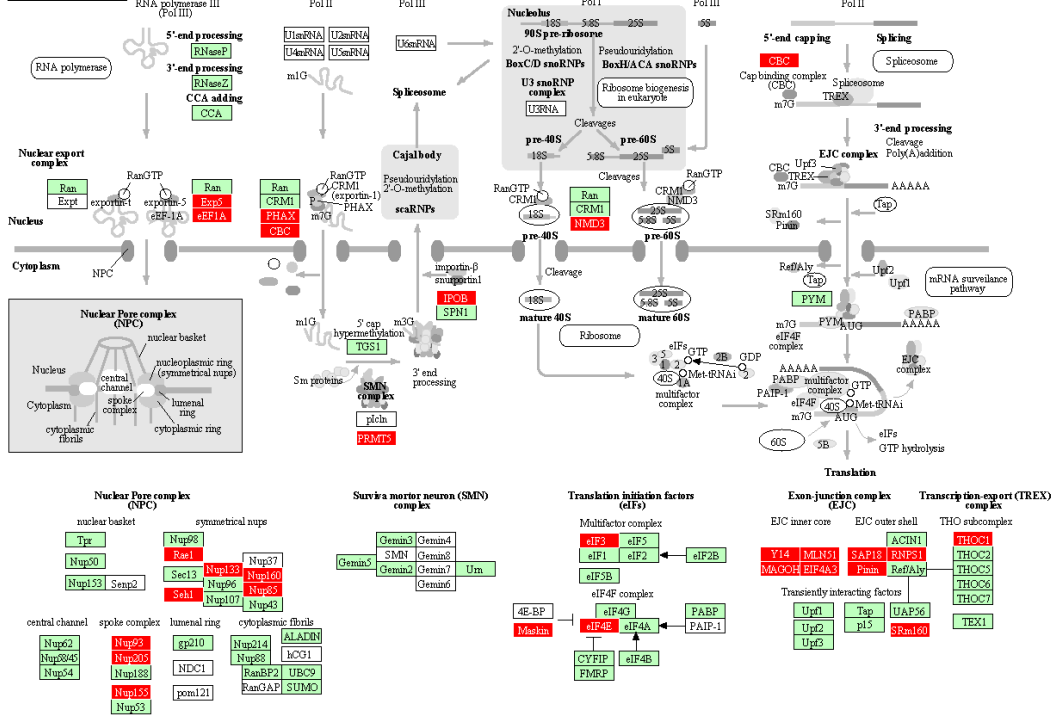 RNA polymerase III
(Pol III)
Pol II
Pol III
Pol I
Pol III
Pol II
RNA polymerase
5'-end processing
RNaseP
3'-end processing
RNaseZ
CCA adding
CCA
U1snRNA
U2snRNA
U4snRNA
U5snRNA
U6snRNA
m1G
Spliceosome
Cajal body
Pseudouridylation
2'-O-methylation
scaRNPs
Nucleolus
18S
5.8S
25S
5S
90S pre-ribosome
2'-O-methylation
BoxC/D snoRNPs
Pseudouridylation
BoxH/ACA snoRNPs
U3 snoRNP
complex
U3RNA
Ribosome biogenesis
in eukaryote
Cleavages
pre-40S
pre-60S
18S
5.8S
25S
5S
Cleavages
5'-end capping
Splicing
CBC
Cap binding complex
(CBC)
m7G
Spliceosome
Spliceosome
TREX
3'-end processing
Cleavage
Poly(A)addition
EJC complex
Upf3
CBC
TREX
m7G
AAAAA
Tap
SRm160
Pinin
Nuclear export
complex
Ran
Expt
RanGTP
exportin-t
exportin-5
eEF-1A
Ran
Exp5
eEF1A
Ran
CRM1
PHAX
CBC
RanGTP
CRM1
(exportin-1)
P
PHAX
m7G
RanGTP
CRM1
18S
pre-40S
Ran
CRM1
NMD3
RanGTP
CRM1
NMD3
25S
5.8S
5S
pre-60S
Nucleus
Cytoplasm
NPC
importin-β
snurportin1
IPOB
SPN1
Cleavage
18S
mature 40S
25S
5.8S
5S
mature 60S
Ribosome
Ref/Aly
Tap
Upf2
Upf1
mRNA surveilance
pathway
PYM
m7G
PYM
AUG
PABP
AAAAA
eIF4F
complex
EJC
complex
Nuclear Pore complex
(NPC)
nuclear basket
nucleoplasmic ring
(symmetrical nups)
Nucleus
central
channel
spoke
complex
Cytoplasm
lumenal
ring
cytoplasmic ring
cytoplasmic
fibrils
m1G
5' cap
hypermethylation
TGS1
m3G
Sm proteins
3' end
processing
SMN
complex
pIcln
PRMT5
eIFs
3
5
1
2
GTP
2B
GDP
2
40S
1A
Met-tRNAi
multifactor
complex
AAAAA
PABP
PAIP-1
multifactor
complex
GTP
eIF4F
40S
Met-tRNAi
m7G
AUG
60S
5B
eIFs
GTP hydrolysis
Translation
Nuclear Pore complex
(NPC)
nuclear basket
Tpr
Nup50
Nup153
Senp2
symmetrical nups
Nup98
Rae1
Sec13
Seh1
Nup133
Nup96
Nup107
Nup37
Nup160
Nup85
Nup43
central channel
Nup62
Nup58/45
Nup54
spoke complex
Nup93
Nup205
Nup188
Nup155
Nup53
lumenal ring
gp210
NDC1
pom121
cytoplasmic fibrils
Nup214
Nup88
ALADIN
hCG1
RanBP2
UBC9
RanGAP
SUMO
Surviva mortor neuron (SMN)
complex
Gemin5
Gemin3
SMN
Gemin2
Gemin4
Gemin8
Gemin7
Gemin6
Unr
Translation initiation factors
(eIFs)
Multifactor complex
eIF3
eIF5
eIF1
eIF2
eIF2B
eIF5B
eIF4F complex
4E-BP
Maskin
eIF4G
eIF4E
eIF4A
PABP
PAIP-1
CYFIP
FMRP
eIF4B
Exon-junction complex
(EJC)
EJC inner core
Y14
MLN51
MAGOH
EIF4A3
EJC outer shell
ACIN1
SAP18
RNPS1
Pinin
Ref/Aly
Transiently interacting factors
Upf1
Upf2
Upf3
Tap
p15
UAP56
SRm160
Transcription-export (TREX)
complex
THO subcomplex
THOC1
THOC2
THOC5
THOC6
THOC7
TEX1